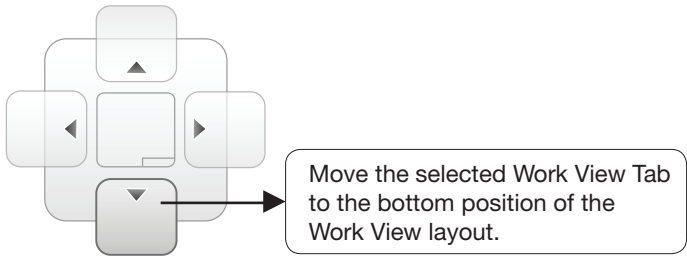 Move the selected Work View Tab
to the bottom position of the
Work View layout.